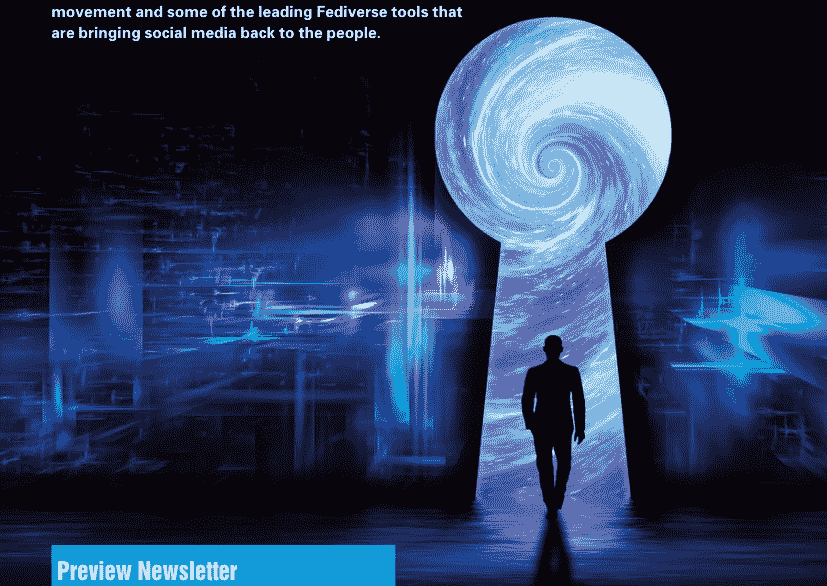 movement and some of the leading Fediverse tools that
are bringing social media back to the people.
Preview Newsletter